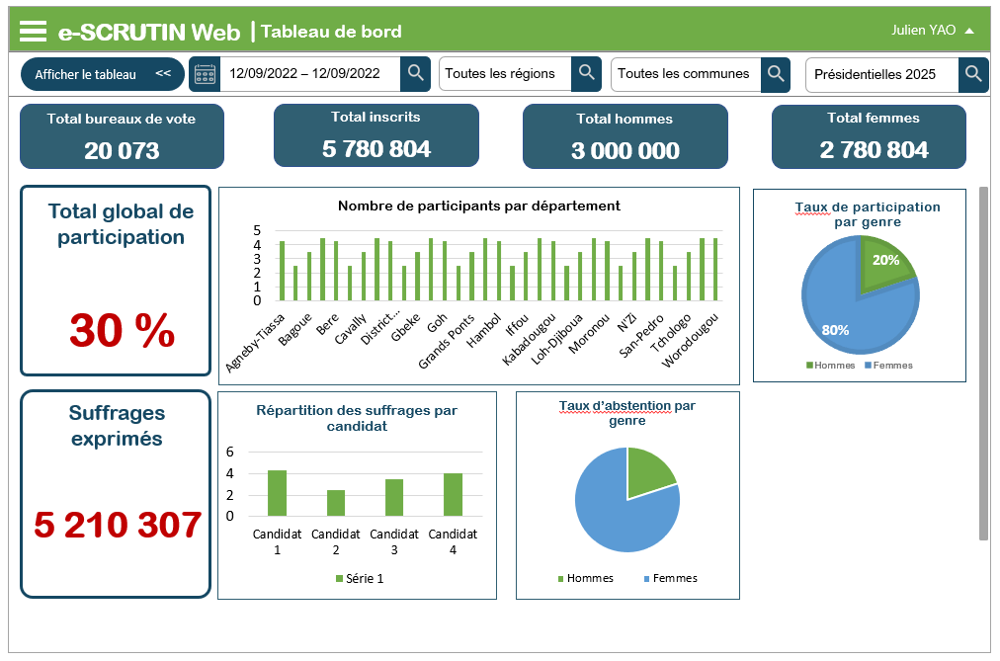 e-SCRUTIN Web | Tableau de bord
Julien YAO
Afficher le tableau <<
12/09/2022 – 12/09/2022
Toutes les régions
Toutes les communes
Présidentielles 2025
Total bureaux de vote
20 073
Total inscrits
5 780 804
Total hommes
3 000 000
Total femmes
2 780 804
Total global de
participation
30 %
Nombre de participants par département
5
4
3
2
1
0
Agneby-Tiassa
Bagoue
Bere
Cavally
District…
Gbeke
Goh
Grands Ponts
Hambol
Iffou
Kabadougou
Loh-Djiboua
Moronou
N'Zi
San-Pedro
Tchologo
Worodougou
Taux de participation
par genre
20%
80%
Hommes
Femmes
Suffrages
exprimés
5 210 307
Répartition des suffrages par
candidat
6
4
2
0
Candidat
1
Candidat
2
Candidat
3
Candidat
4
Série 1
Taux d'abstention par
genre
Hommes
Femmes